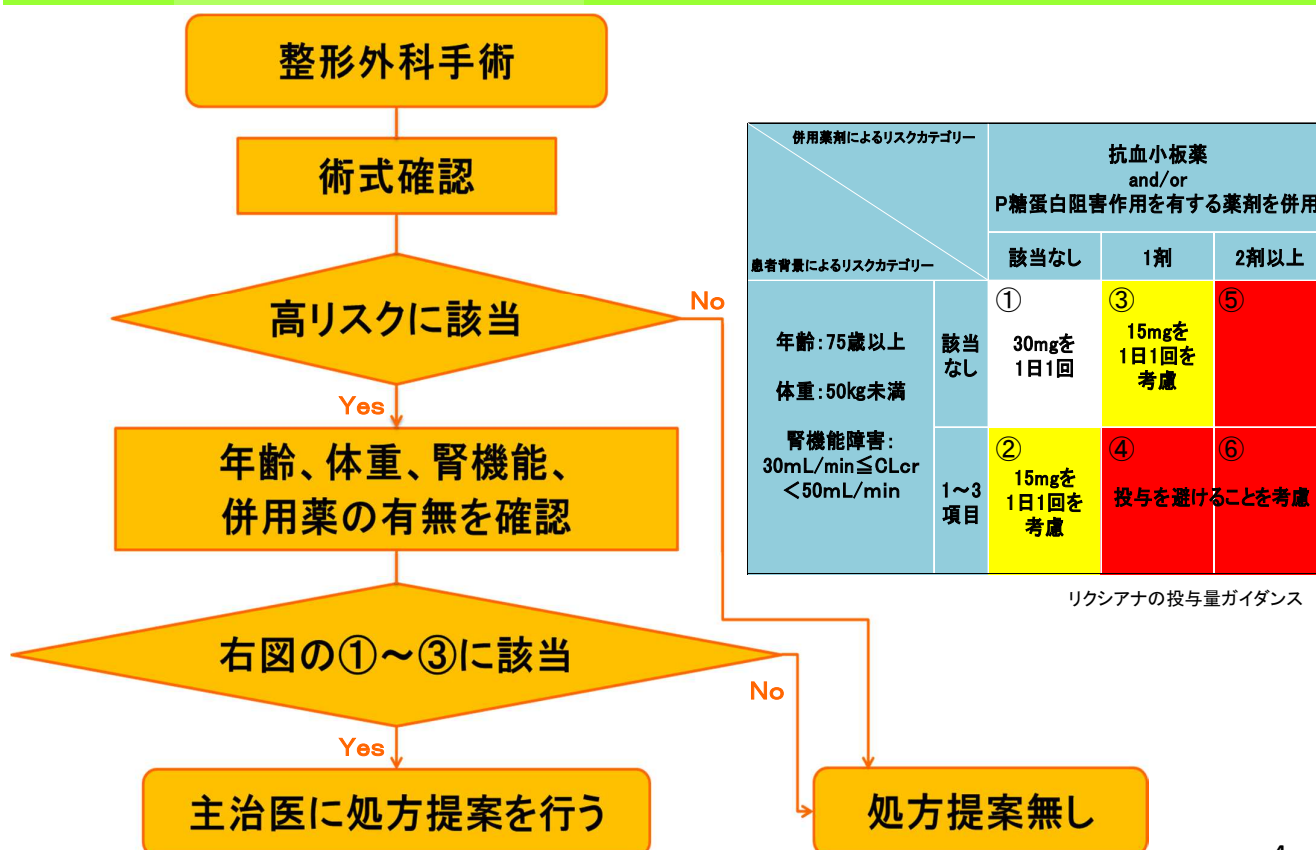 整形外科手術
術式確認
高リスクに該当
No
Yes
年齢、体重、腎機能、
併用薬の有無を確認
右図の①～③に該当
No
Yes
主治医に処方提案を行う
処方提案無し
併用薬剤によるリスクカテゴリー
患者背景によるリスクカテゴリー
抗血小板薬
and/or
P糖蛋白阻害作用を有する薬剤を併用
該当なし
1剤
2剤以上
年齢：75歳以上
体重：50kg未満
腎機能障害：
30mL/min≦CLcr
＜50mL/min
該当
なし
①
30mgを
1日1回
③
15mgを
1日1回を
考慮
⑤
1～3
項目
②
15mgを
1日1回を
考慮
④
⑥
投与を避けることを考慮
リクシアナの投与量ガイダンス